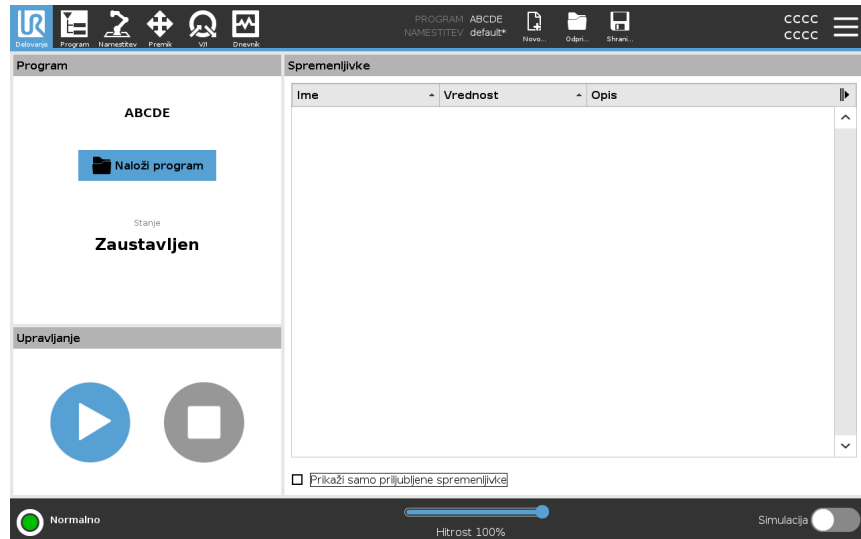 UR
Delovanje Program Namestitev Premik V/I Dnevnik
PROGRAM ABCDE
NAMESTITEV default*
Novo... Odpri... Shrani...
CCCC
CCCC
Program
Spremenljivke
ABCDE
Naloži program
Stanje
Zaustavljen
Ime Vrednost Opis
Upravljanje
Prikaži samo priljubljene spremenljivke
Normalno
Hitrost 100%
Simulacija